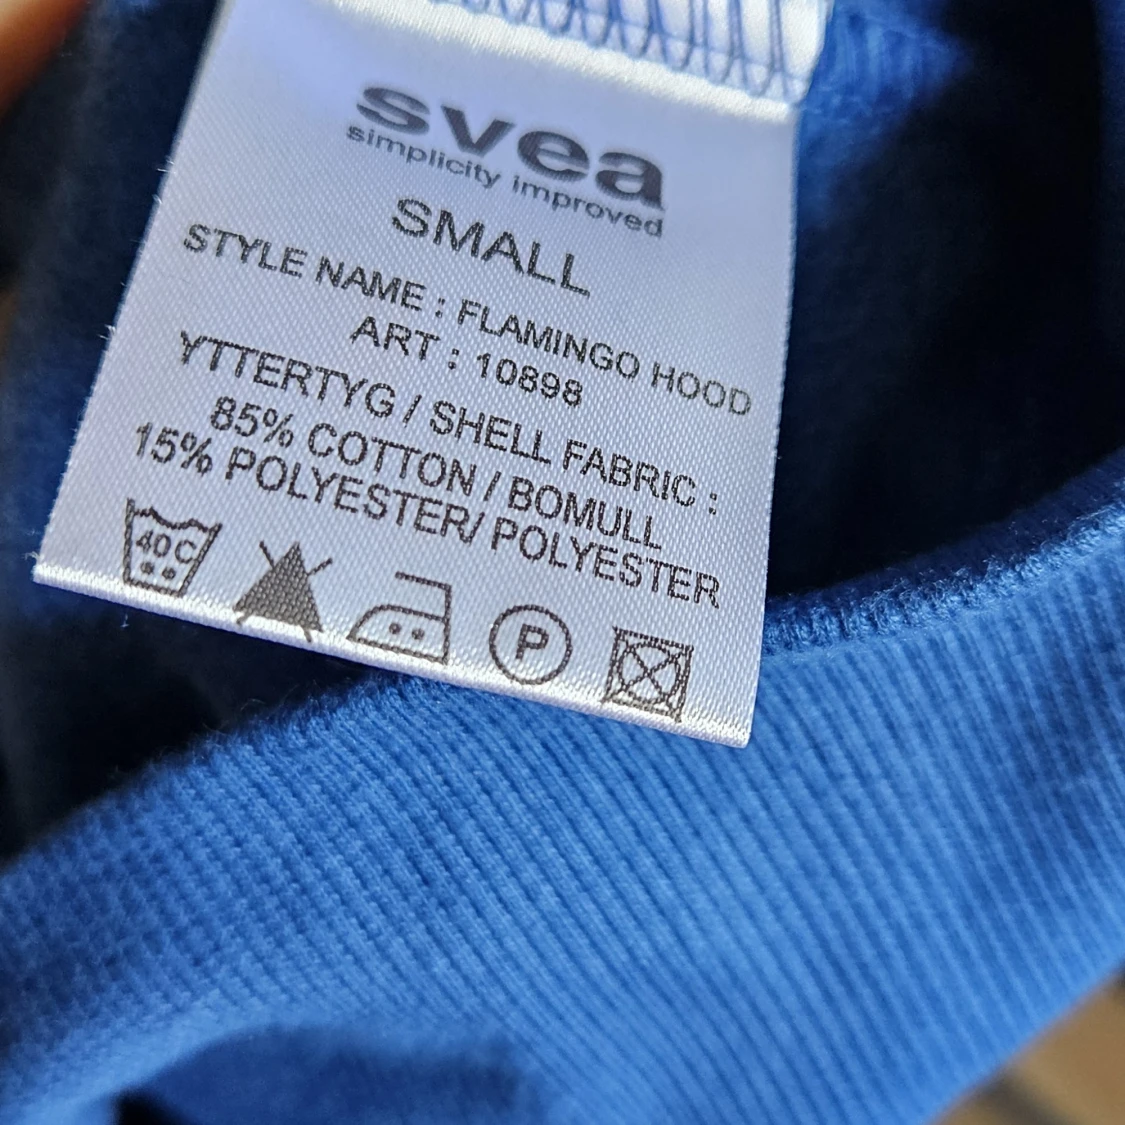 svea
simplicity improved
SMALL
STYLE NAME : FLAMINGO HOOD
ART : 10898
YTTERTYG / SHELL FABRIC :
85% COTTON / BOMULL
15% POLYESTER/ POLYESTER
40C
P